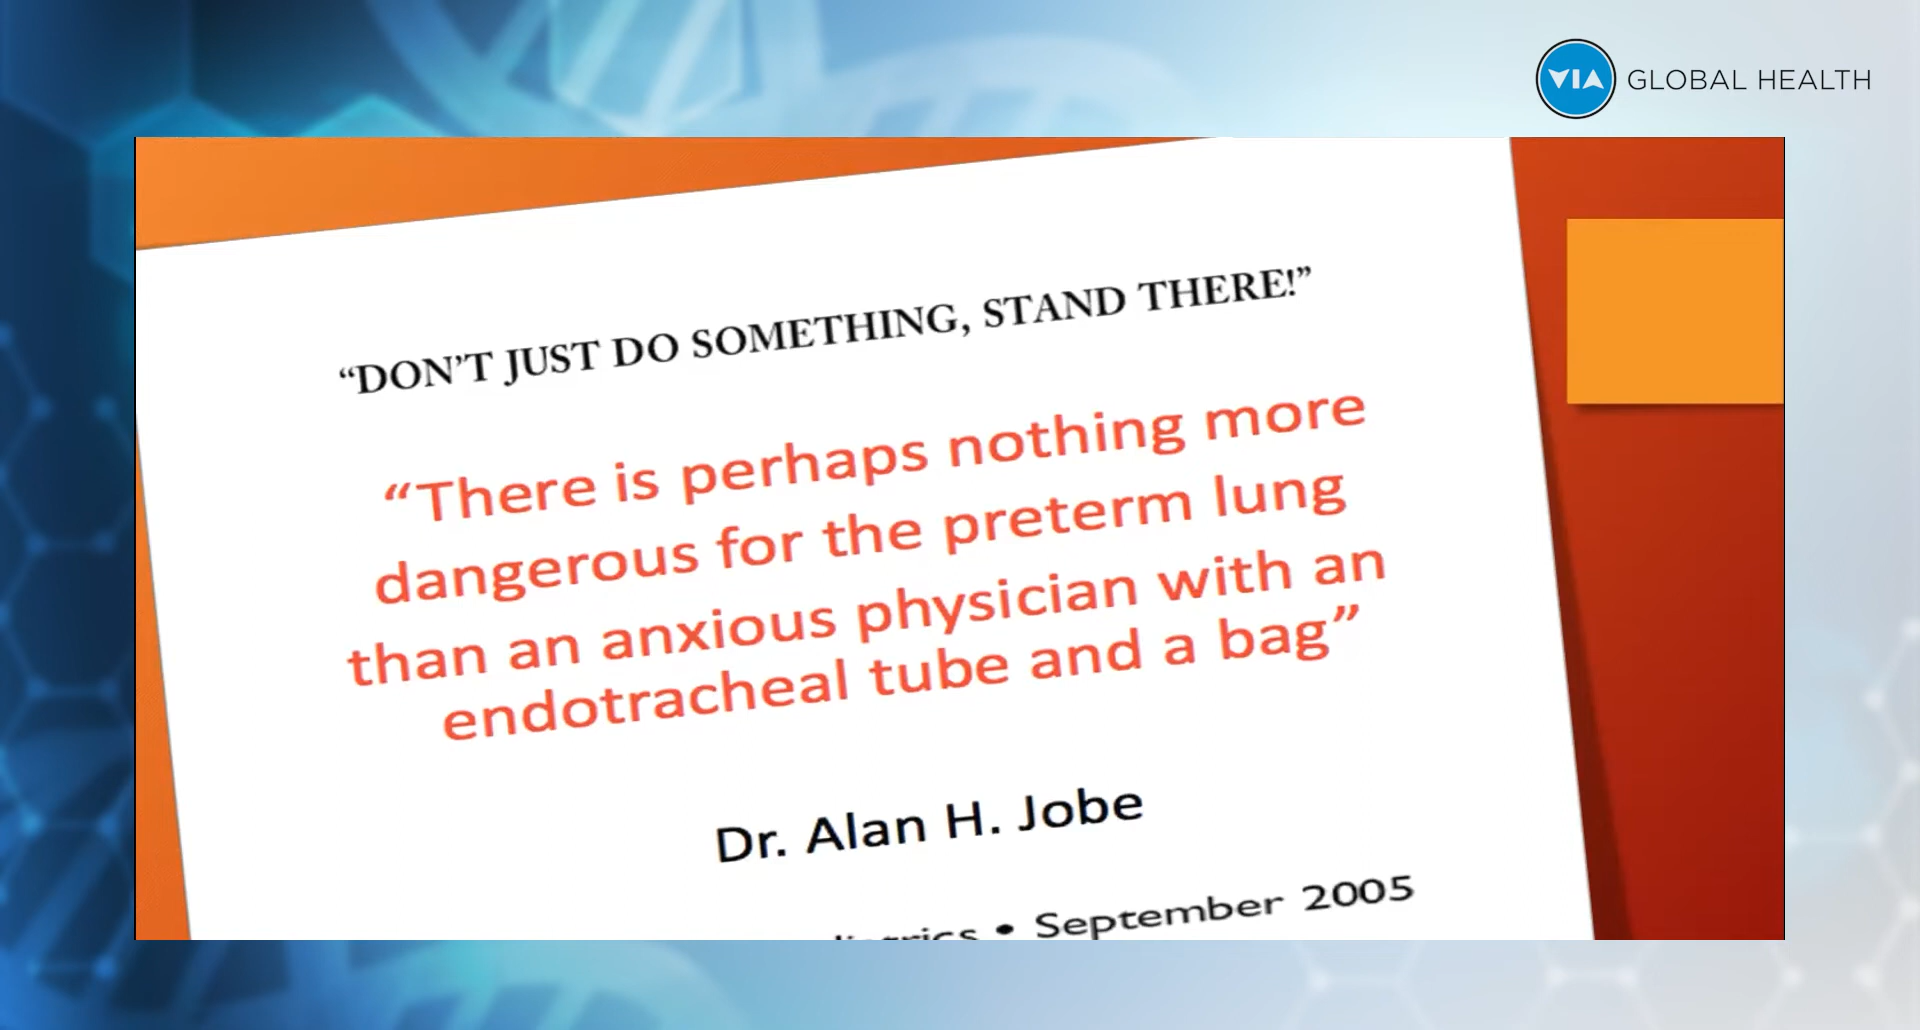 VIA GLOBAL HEALTH
“DON’T JUST DO SOMETHING, STAND THERE!”
“There is perhaps nothing more
dangerous for the preterm lung
than an anxious physician with an
endotracheal tube and a bag”
Dr. Alan H. Jobe
• September 2005